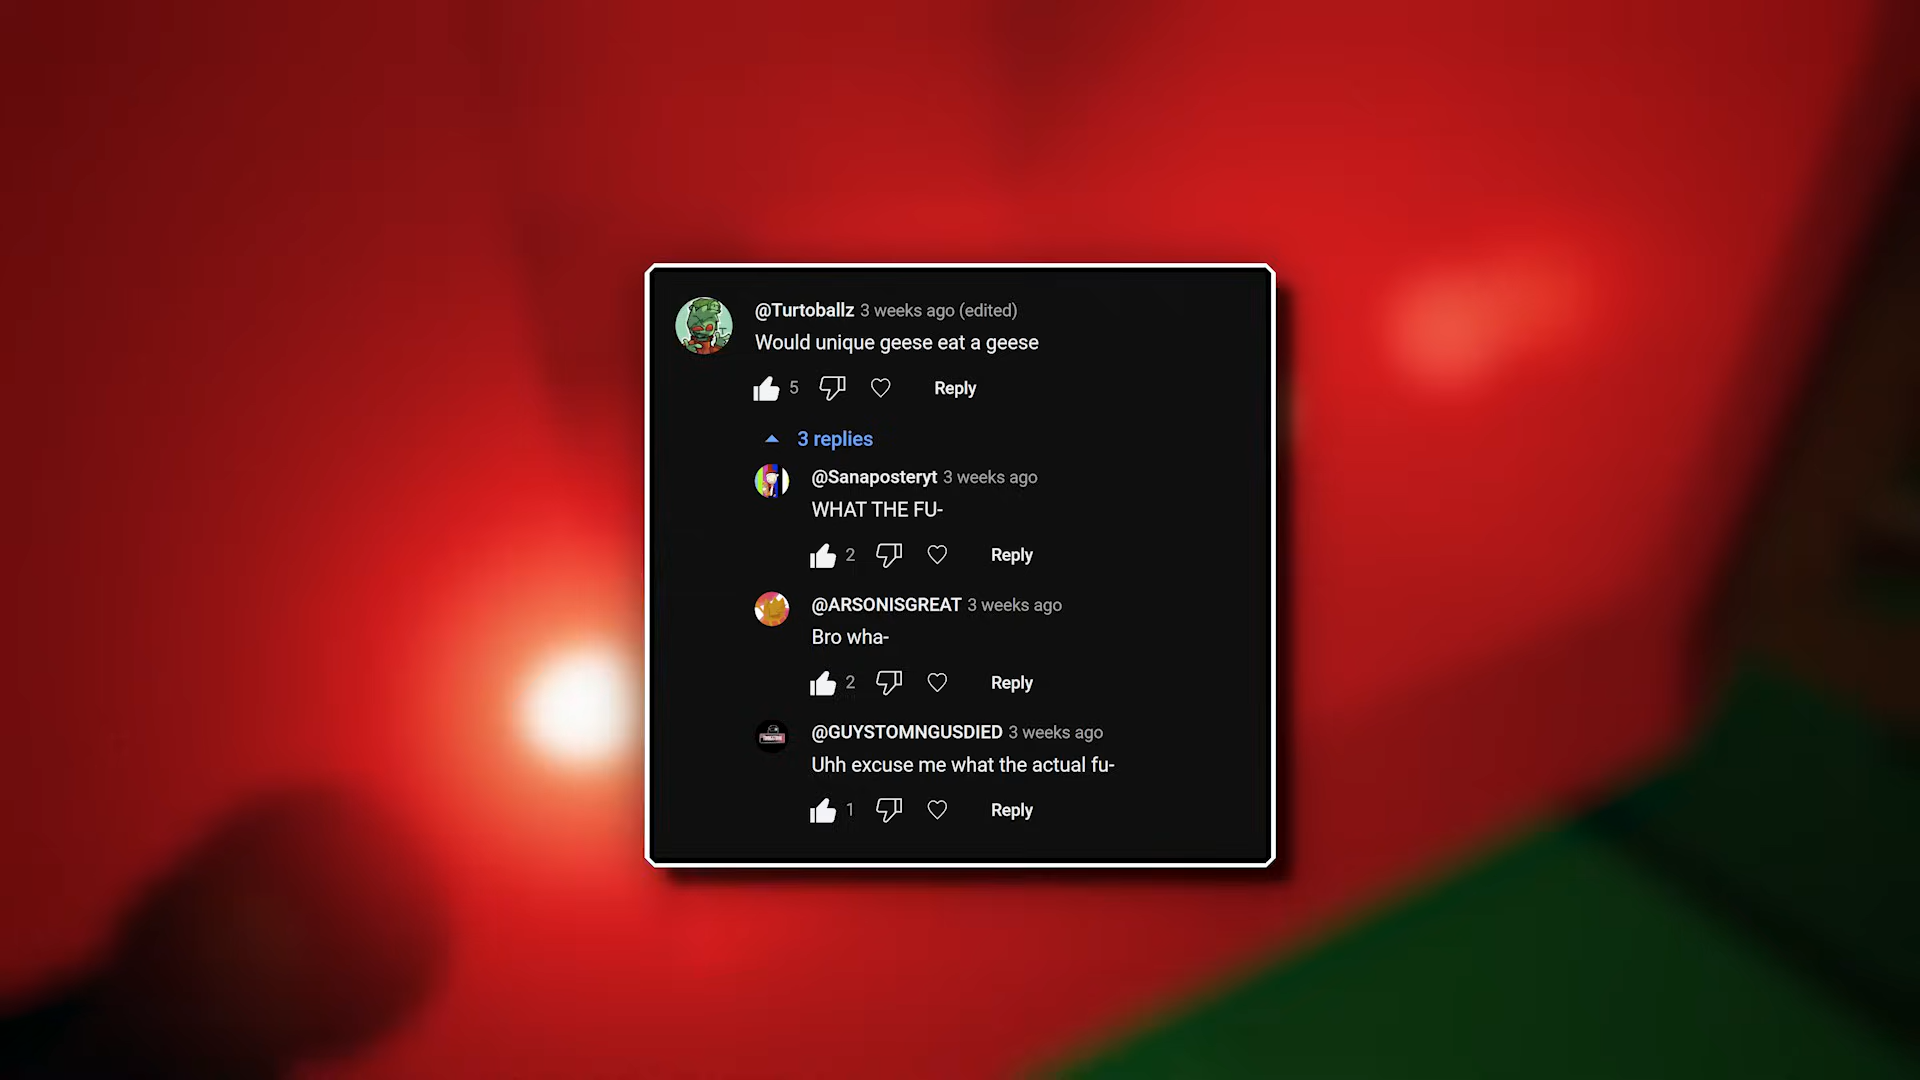 @Turtoballz 3 weeks ago (edited)
Would unique geese eat a geese
5 Reply
3 replies
@Sanaposteryt 3 weeks ago
WHAT THE FU-
2 Reply
@ARSONISGREAT 3 weeks ago
Bro wha-
2 Reply
@GUYSTOMNGUSDIED 3 weeks ago
Uhh excuse me what the actual fu-
1 Reply